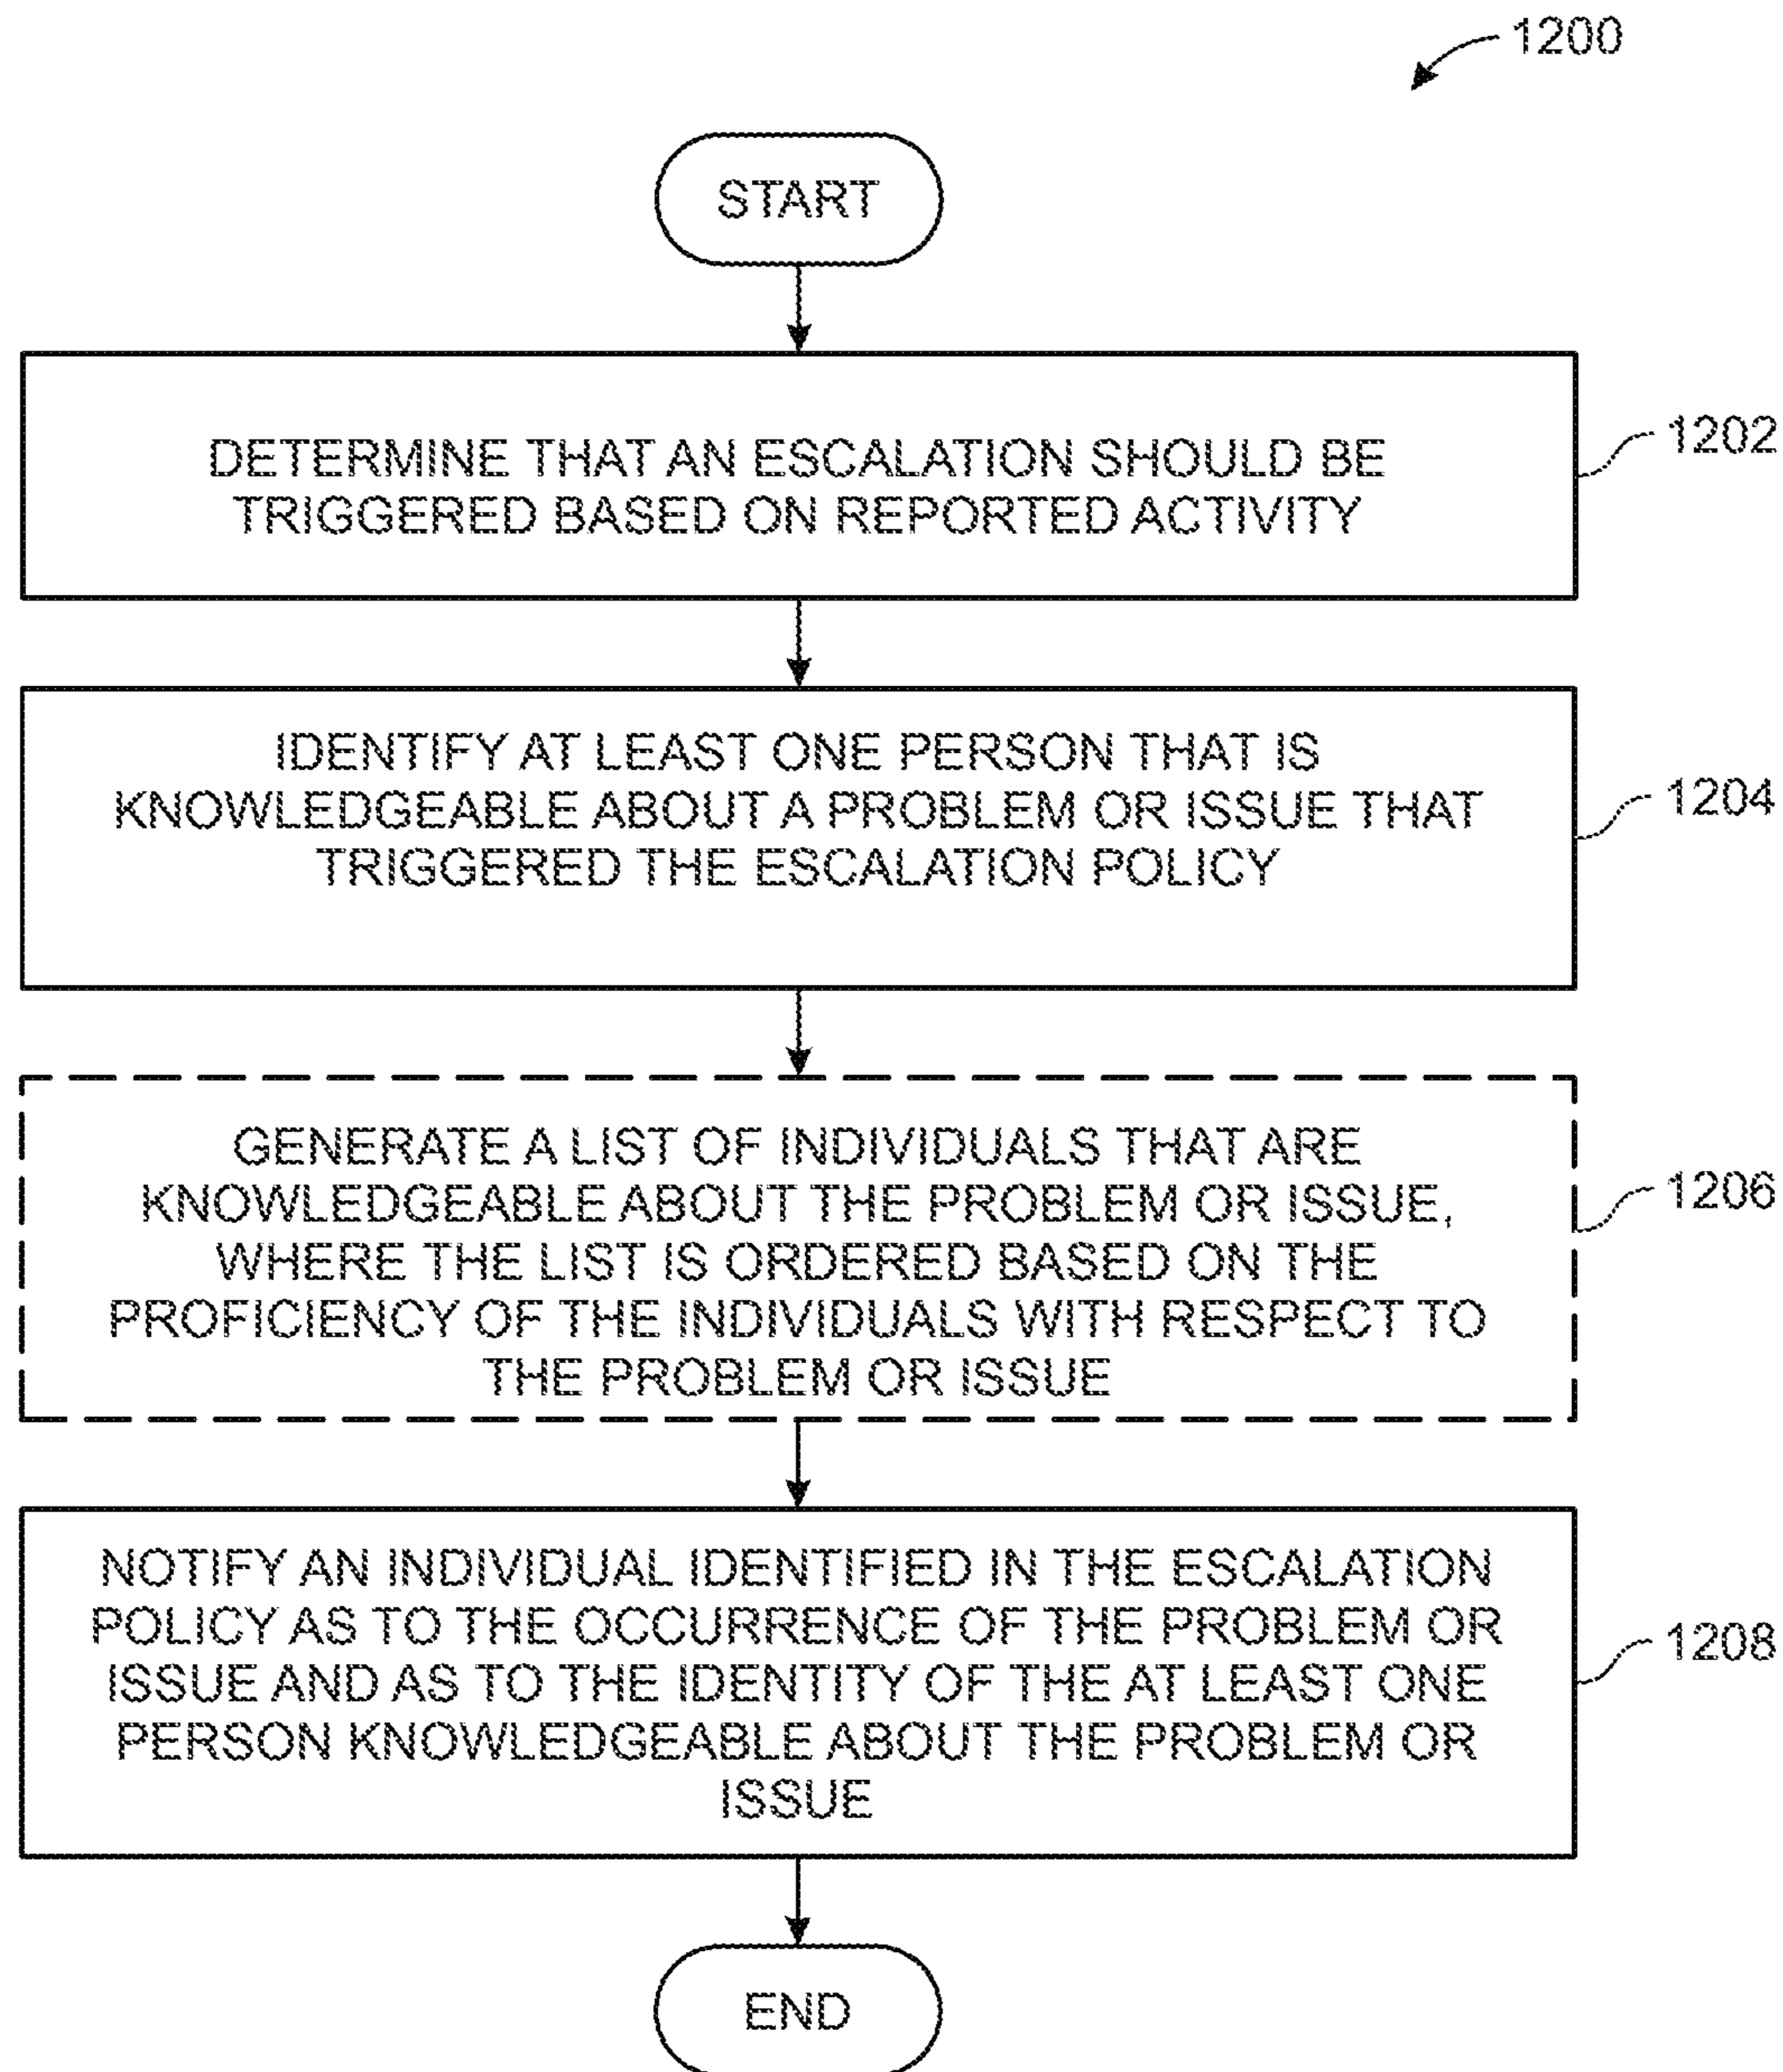 1200
START
DETERMINE THAT AN ESCALATION SHOULD BE
TRIGGERED BASED ON REPORTED ACTIVITY
1202
IDENTIFY AT LEAST ONE PERSON THAT IS
KNOWLEDGEABLE ABOUT A PROBLEM OR ISSUE THAT
TRIGGERED THE ESCALATION POLICY
1204
GENERATE A LIST OF INDIVIDUALS THAT ARE
KNOWLEDGEABLE ABOUT THE PROBLEM OR ISSUE,
WHERE THE LIST IS ORDERED BASED ON THE
PROFICIENCY OF THE INDIVIDUALS WITH RESPECT TO
THE PROBLEM OR ISSUE
1206
NOTIFY AN INDIVIDUAL IDENTIFIED IN THE ESCALATION
POLICY AS TO THE OCCURRENCE OF THE PROBLEM OR
ISSUE AND AS TO THE IDENTITY OF THE AT LEAST ONE
PERSON KNOWLEDGEABLE ABOUT THE PROBLEM OR
ISSUE
1208
END